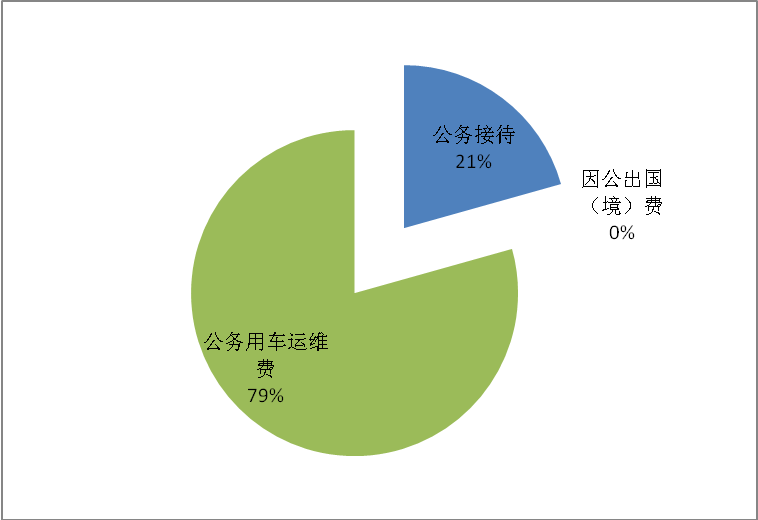 公务接待
21%
因公出国
（境）费
0%
公务用车运维
费
79%